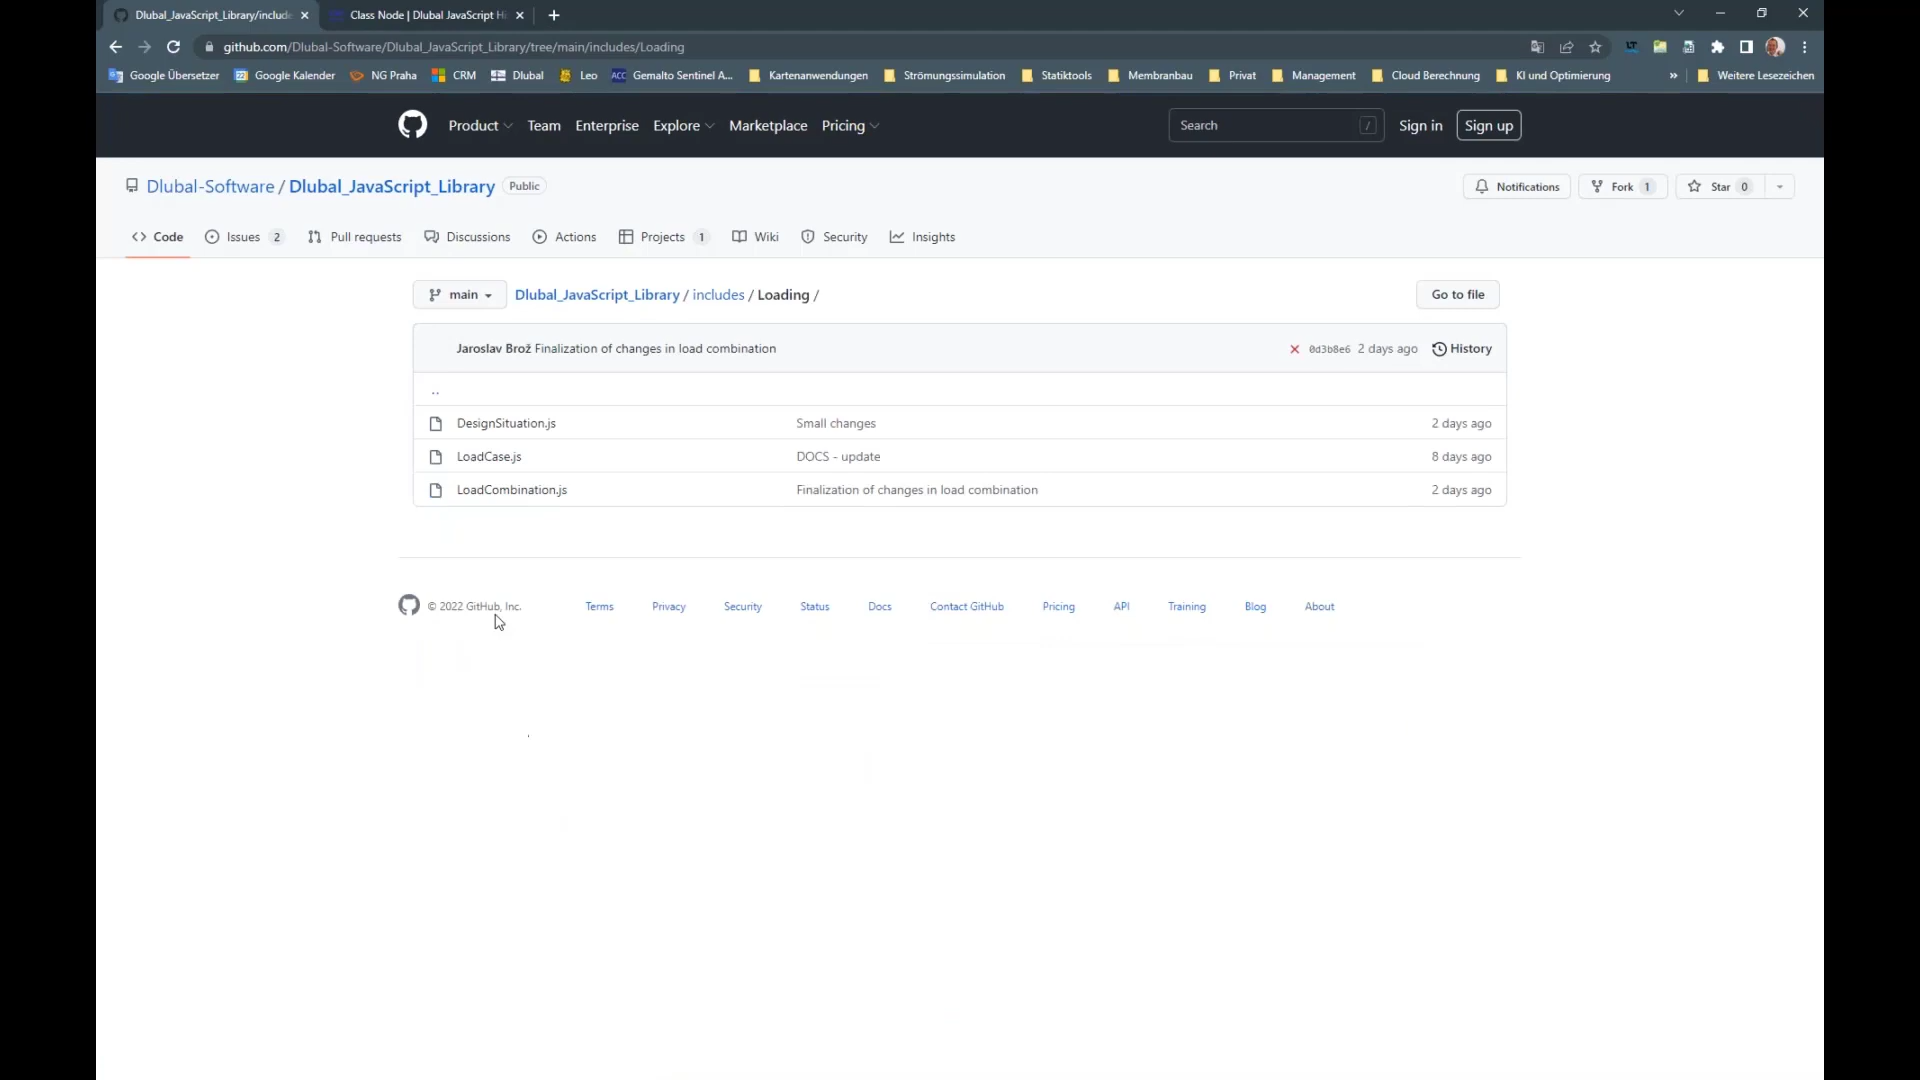 Dlubal_JavaScript_Library/include
Class Node | Dlubal JavaScript Hi
github.com/Dlubal-Software/Dlubal_JavaScript_Library/tree/main/includes/Loading
Google Übersetzer
Google Kalender
NG Praha
CRM
Dlubal
Leo
Gemalto Sentinel A...
Kartenanwendungen
Strömungssimulation
Statiktools
Membranbau
Privat
Management
Cloud Berechnung
KI und Optimierung
»
Weitere Lesezeichen
Product
Team
Enterprise
Explore
Marketplace
Pricing
Search
/
Sign in
Sign up
Dlubal-Software / Dlubal_JavaScript_Library
Public
Notifications
Fork 1
Star 0
Code
Issues 2
Pull requests
Discussions
Actions
Projects 1
Wiki
Security
Insights
main
Dlubal_JavaScript_Library / includes / Loading /
Go to file
Jaroslav Brož Finalization of changes in load combination
0d3b8e6 2 days ago
History
..
DesignSituation.js
Small changes
2 days ago
LoadCase.js
DOCS - update
8 days ago
LoadCombination.js
Finalization of changes in load combination
2 days ago
© 2022 GitHub, Inc.
Terms
Privacy
Security
Status
Docs
Contact GitHub
Pricing
API
Training
Blog
About